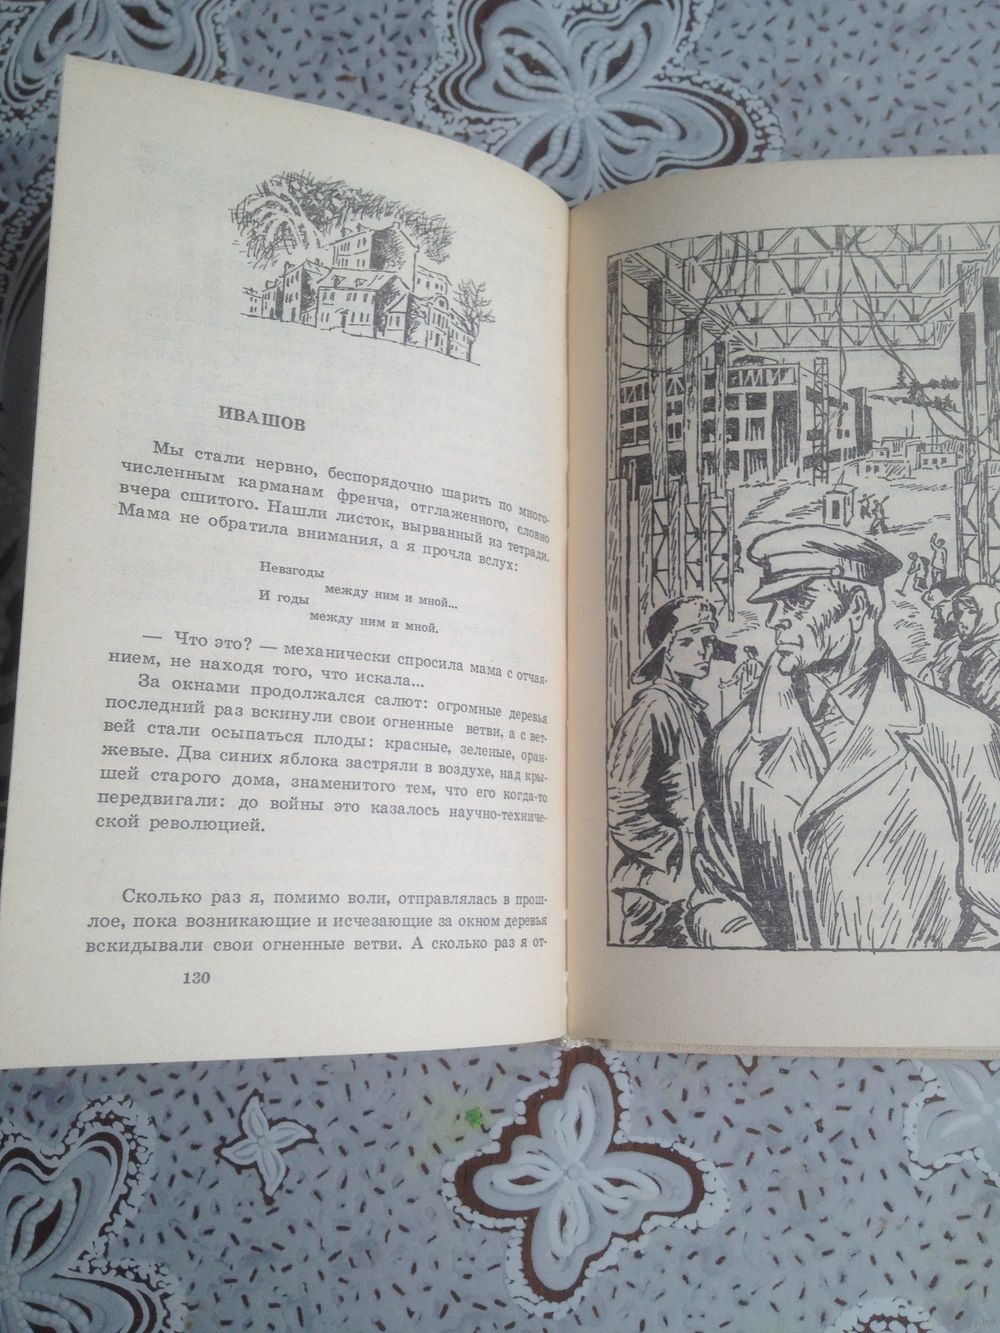 ИВАШОВ
Мы стали нервно, беспорядочно шарить по много-
численным карманам френча, отглаженного, словно
вчера сшитого. Нашли листок, вырванный из тетради.
Мама не обратила внимания, а я прочла вслух:
Невзгоды
между ним и мной...
И годы
между ним и мной.
— Что это? — механически спросила мама с отчая-
нием, не находя того, что искала...
За окнами продолжался салют: огромные деревья
последний раз вскинули свои огненные ветви, а с вет-
вей стали осыпаться плоды: красные, зеленые, оран-
жевые. Два синих яблока застряли в воздухе, над кры-
шей старого дома, знаменитого тем, что его когда-то
передвигали: до войны это казалось научно-техниче-
ской революцией.
Сколько раз я, помимо воли, отправлялась в прош-
лое, пока возникающие и исчезающие за окном деревья
вскидывали свои огненные ветви. А сколько раз я от-
130